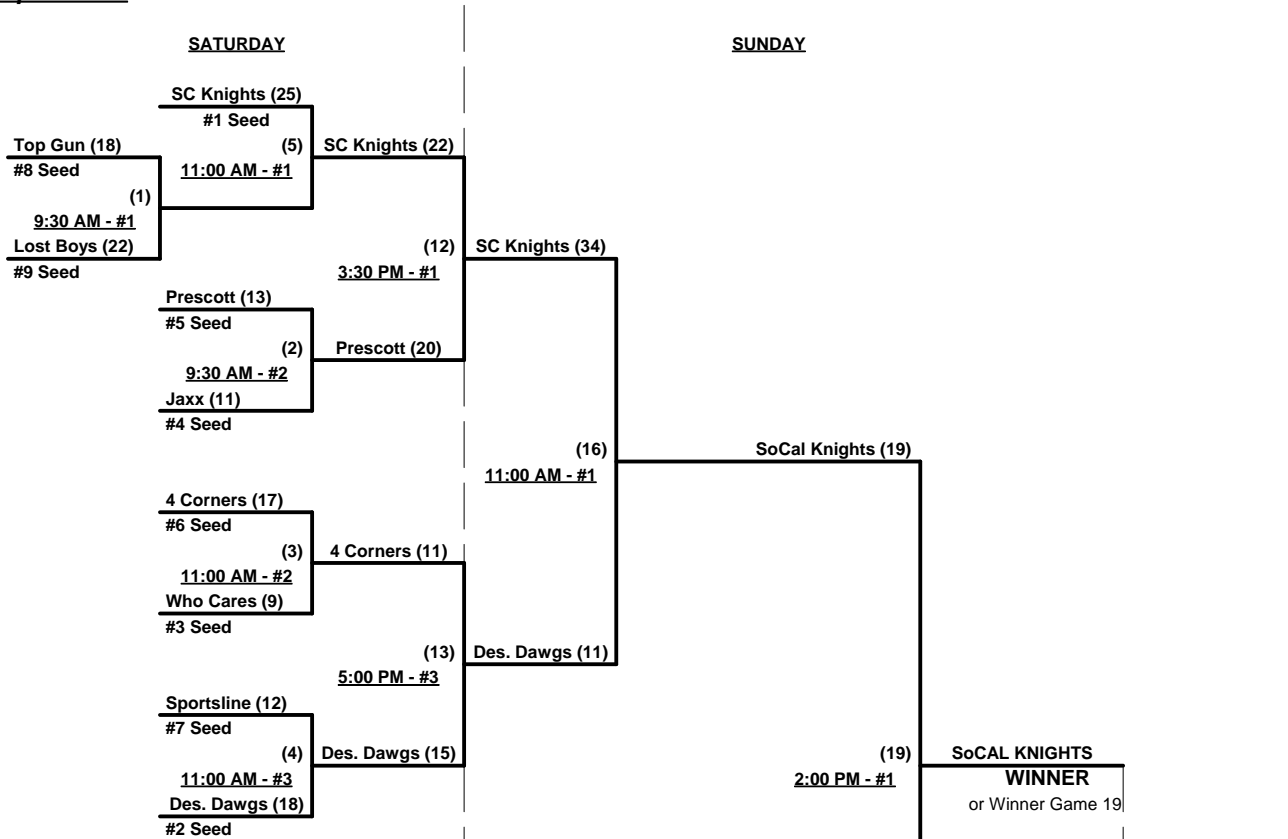 SATURDAY
SUNDAY
SC Knights (25)
#1 Seed
Top Gun (18)
(5)
SC Knights (22)
#8 Seed
11:00 AM - #1
(1)
9:30 AM - #1
Lost Boys (22)
(12)
SC Knights (34)
#9 Seed
3:30 PM - #1
Prescott (13)
#5 Seed
(2)
Prescott (20)
9:30 AM - #2
Jaxx (11)
#4 Seed
(16)
SoCal Knights (19)
11:00 AM - #1
4 Corners (17)
#6 Seed
(3)
4 Corners (11)
11:00 AM - #2
Who Cares (9)
#3 Seed
(13)
Des. Dawgs (11)
5:00 PM - #3
Sportsline (12)
#7 Seed
(4)
Des. Dawgs (15)
(19)
SoCAL KNIGHTS
11:00 AM - #3
2:00 PM - #1
WINNER
Des. Dawgs (18)
or Winner Game 19
#2 Seed